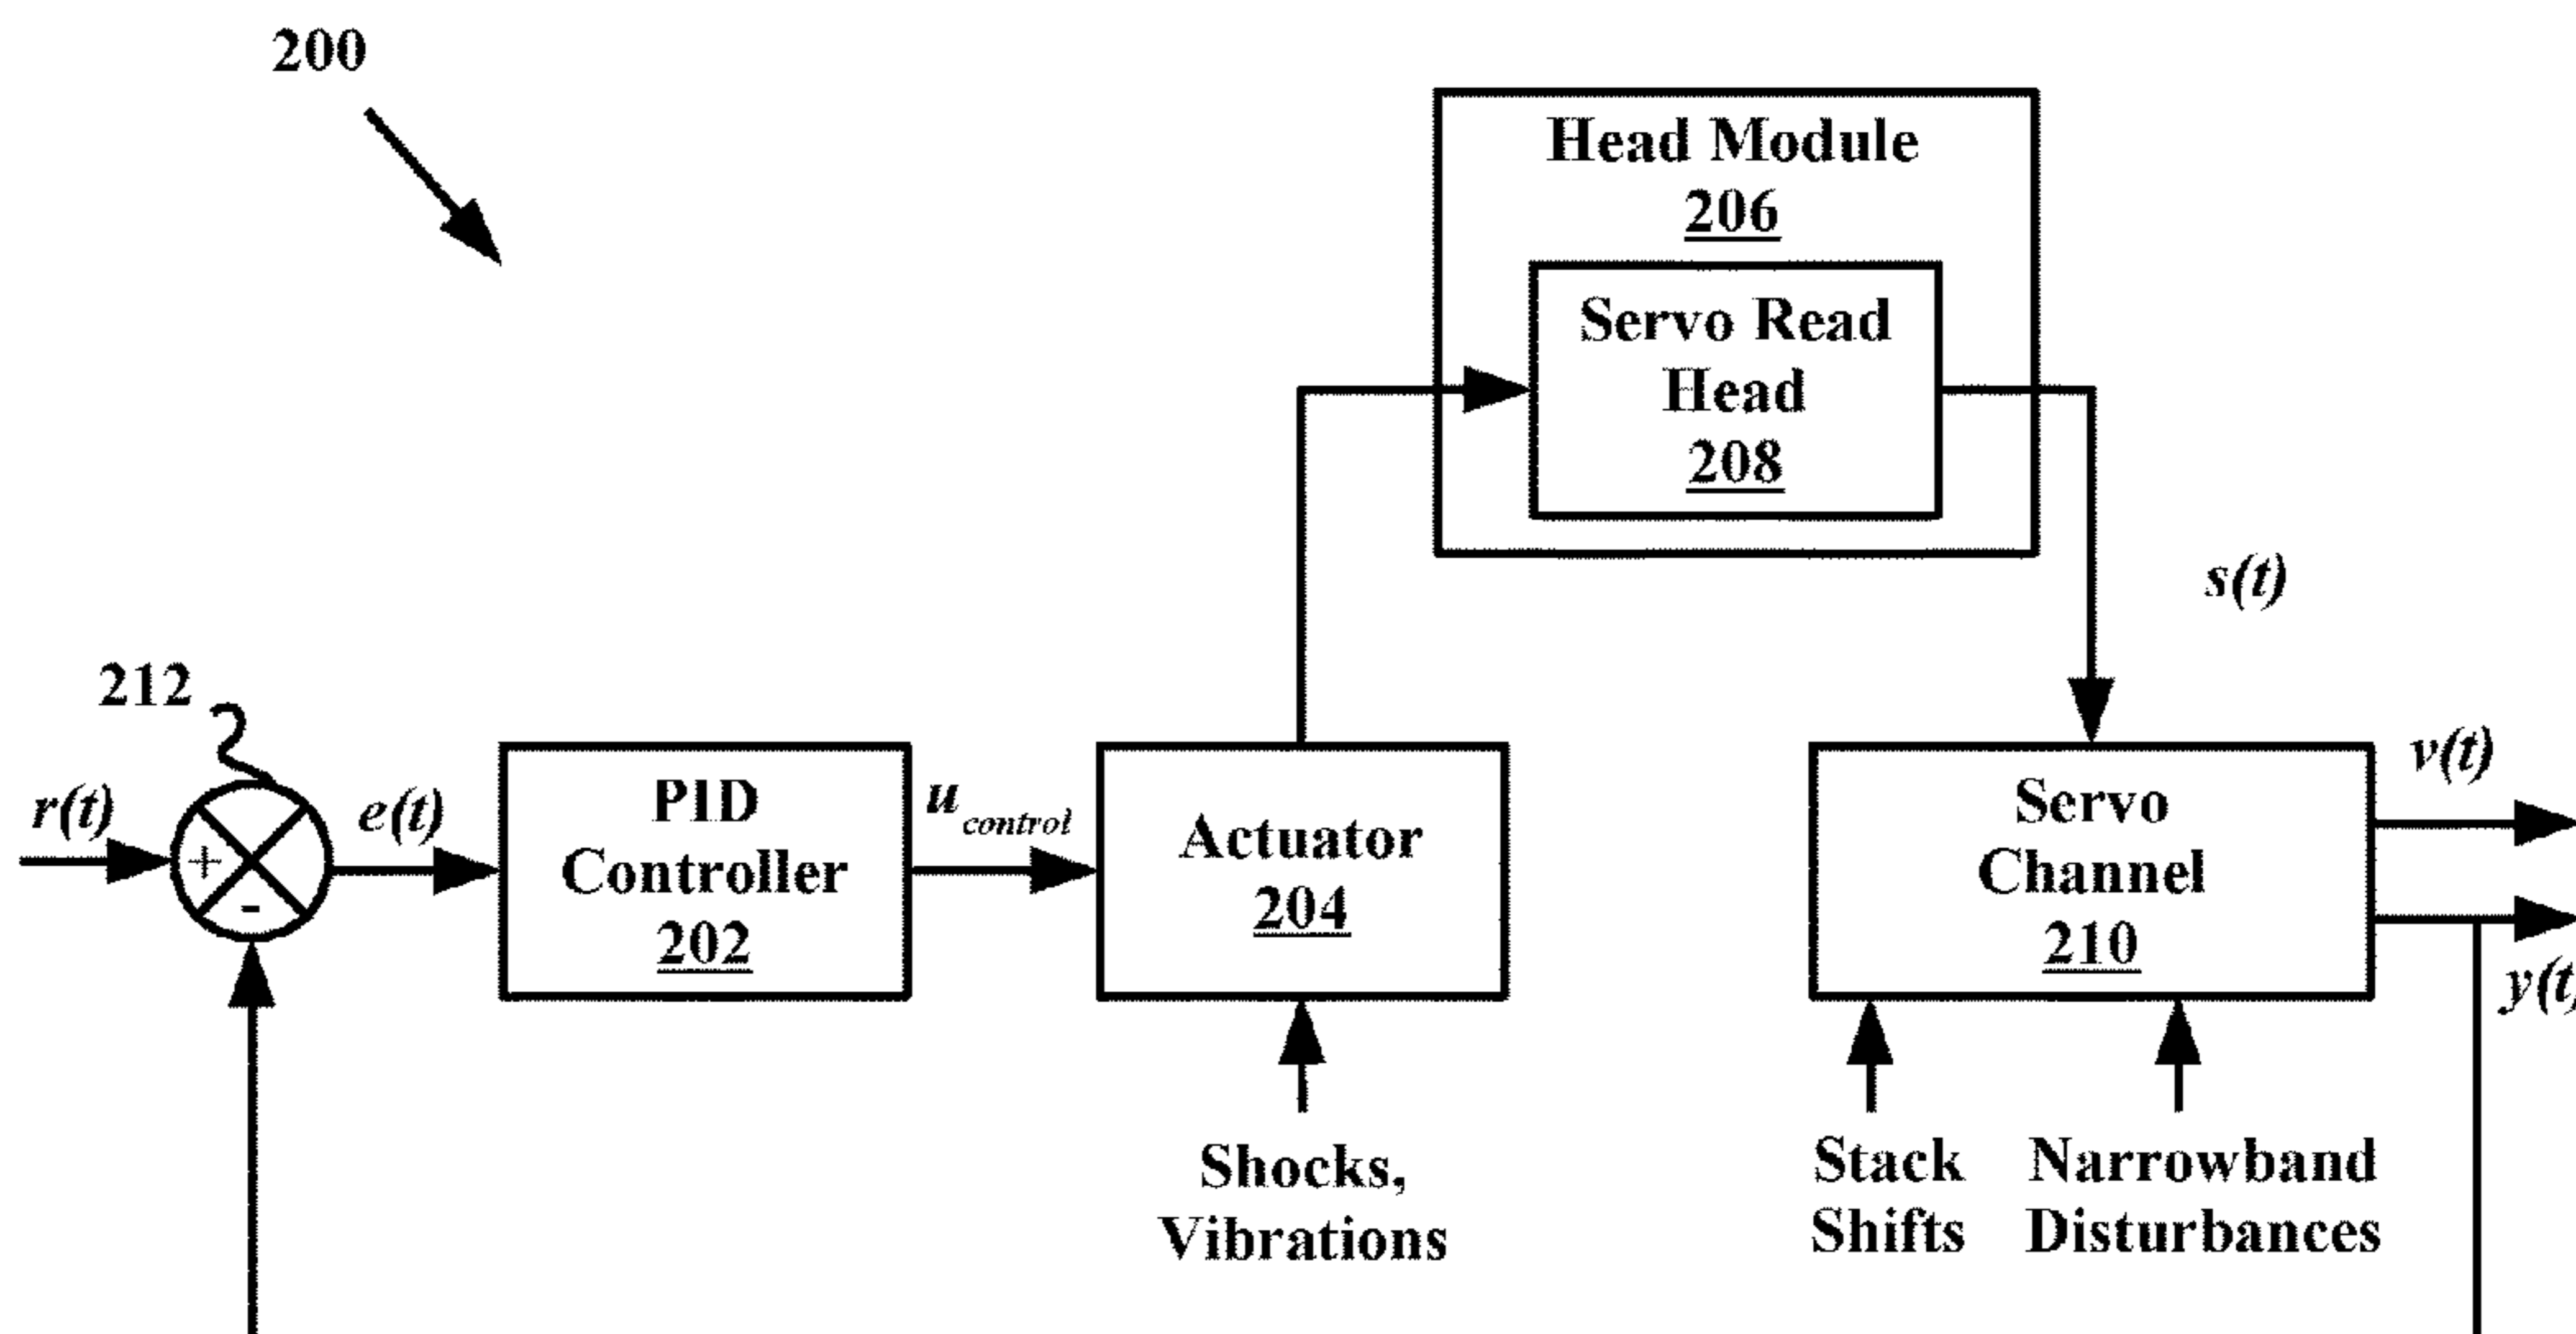 200
Head Module
206
Servo Read
Head
208
s(t)
212
r(t)
+
-
e(t)
PID
Controller
202
u control
Actuator
204
Servo
Channel
210
v(t)
y(t)
Shocks,
Vibrations
Stack
Shifts
Narrowband
Disturbances